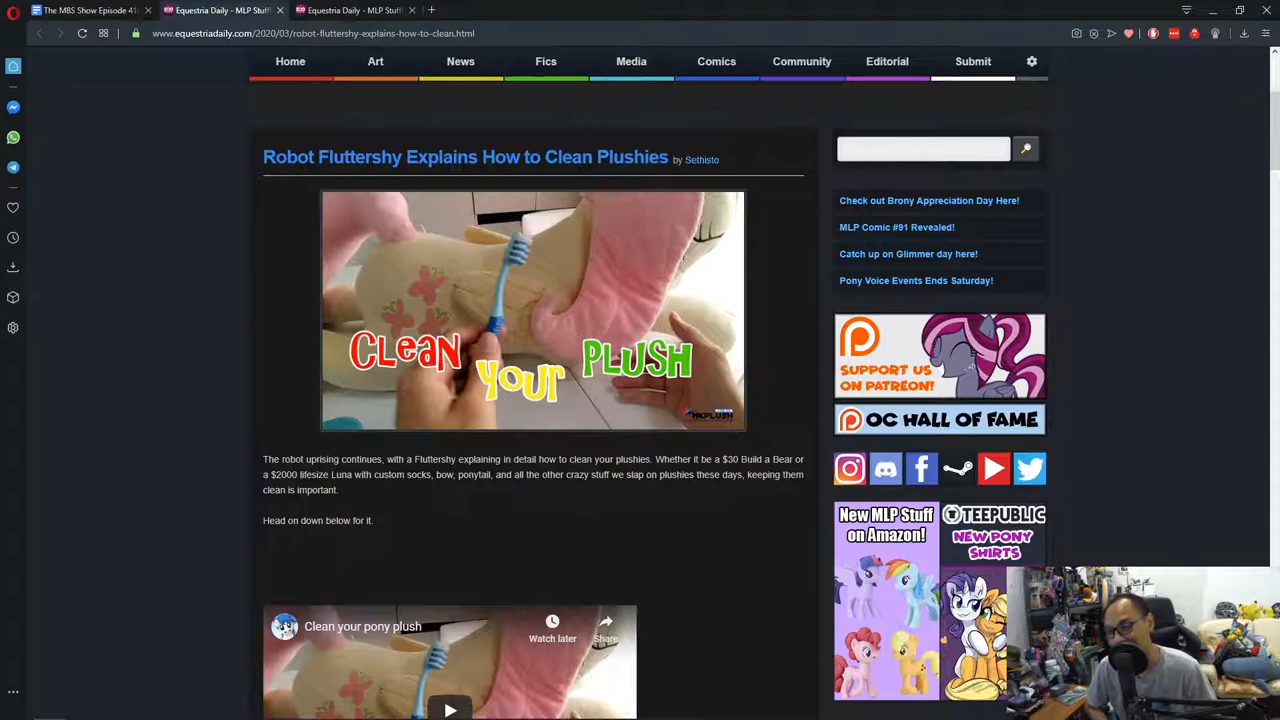 The MBS Show Episode 41
Equestria Daily - MLP Stuf
Equestria Daily - MLP Stuf
www.equestriadaily.com/2020/03/robot-fluttershy-explains-how-to-clean.html
Home
Art
News
Fics
Media
Comics
Community
Editorial
Submit
Robot Fluttershy Explains How to Clean Plushies by Sethisto
CLeaN
your
PLUSH
The robot uprising continues, with a Fluttershy explaining in detail how to clean your plushies. Whether it be a $30 Build a Bear or
a $2000 lifesize Luna with custom socks, bow, ponytail, and all the other crazy stuff we slap on plushies these days, keeping them
clean is important.
Head on down below for it.
Clean your pony plush
Watch later
Share
Check out Brony Appreciation Day Here!
MLP Comic #91 Revealed!
Catch up on Glimmer day here!
Pony Voice Events Ends Saturday!
SUPPORT US
ON PATREON!
OC HALL OF FAME
New MLP Stuff
on Amazon!
TEEPUBLIC
NEW PONY
SHIRTS